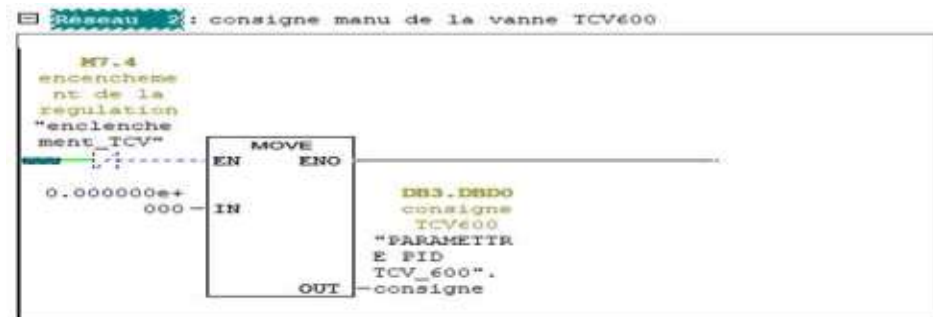 Réseau 2 : consigne manu de la vanne TCV600
M7.4
encencheme
nt de la
regulation
"enclenche
ment_TCV"
MOVE
EN ENO
0.000000e+
000 IN
DB3.DBD0
consigne
TCV600
"PARAMETTR
E PID
TCV_600".
OUT consigne